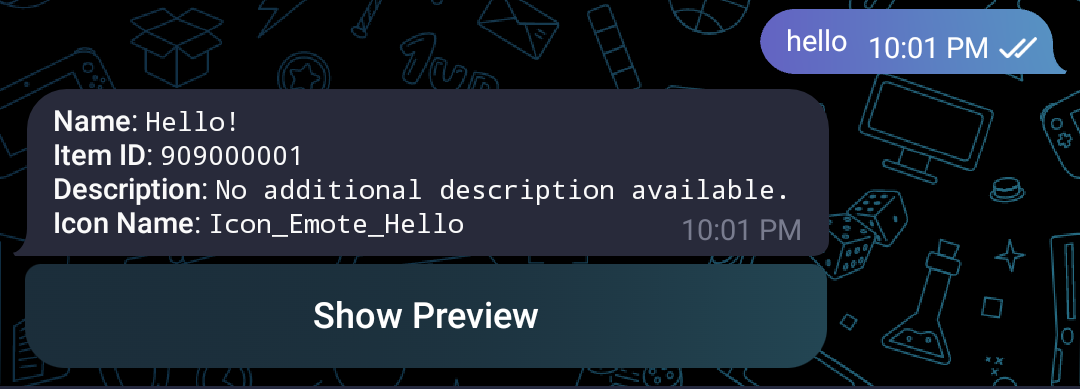 hello 10:01 PM
Name: Hello!
Item ID: 909000001
Description: No additional description available.
Icon Name: Icon_Emote_Hello
10:01 PM
Show Preview
1UP